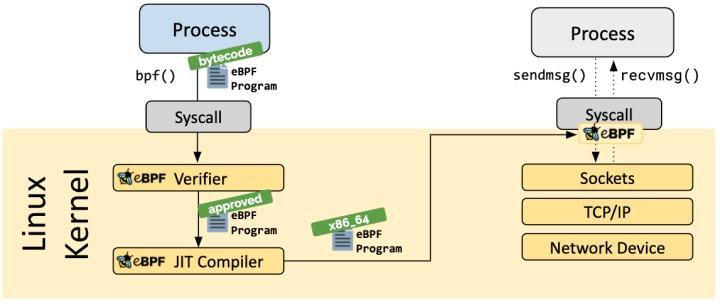 Process
bytecode
bpf()
eBPF
Program
Syscall
Linux
Kernel
eBPF Verifier
approved
eBPF
Program
eBPF JIT Compiler
x86_64
eBPF
Program
Process
sendmsg() recvmsg()
Syscall
eBPF
Sockets
TCP/IP
Network Device